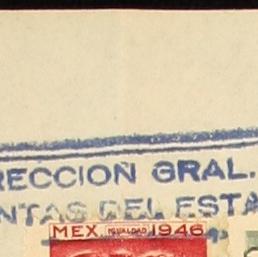 RECCION GRAL.
NTAS DEL ESTA
MEX IGUALDAD 1946